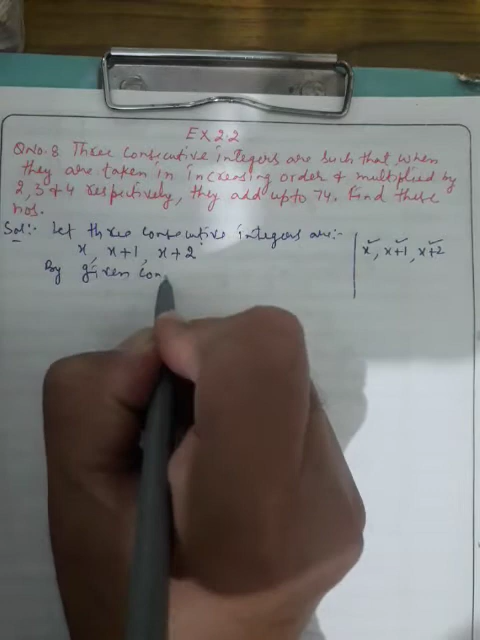 EX 2.2
QNo.8 Three consecutive integers are such that when
they are taken in increasing order & multiplied by
2, 3 & 4 respectively, they add up to 74. Find these
nos.
Sol:- Let three consecutive integers are:-
x, x+1, x+2
By given con
x, x+1, x+2